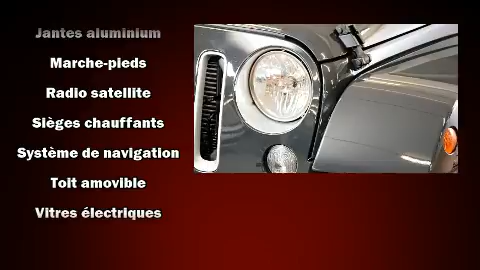 Jantes aluminium
Marche-pieds
Radio satellite
Sièges chauffants
Système de navigation
Toit amovible
Vitres électriques